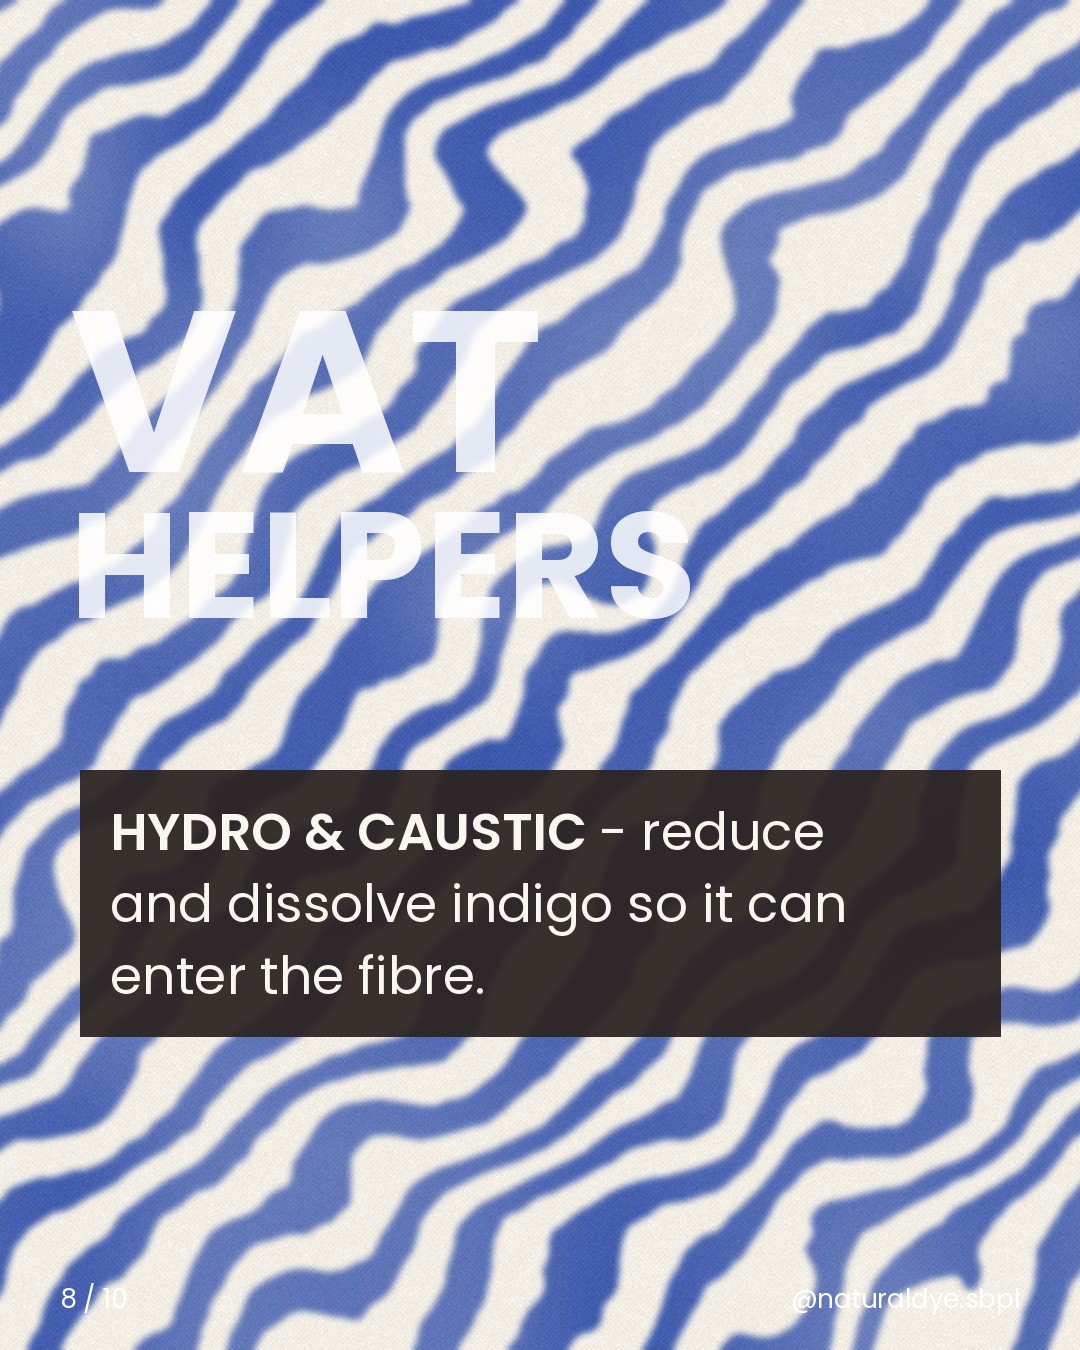 VAT
HELPERS
HYDRO & CAUSTIC - reduce
and dissolve indigo so it can
enter the fibre.
8 / 10
@naturaldye.sbpl